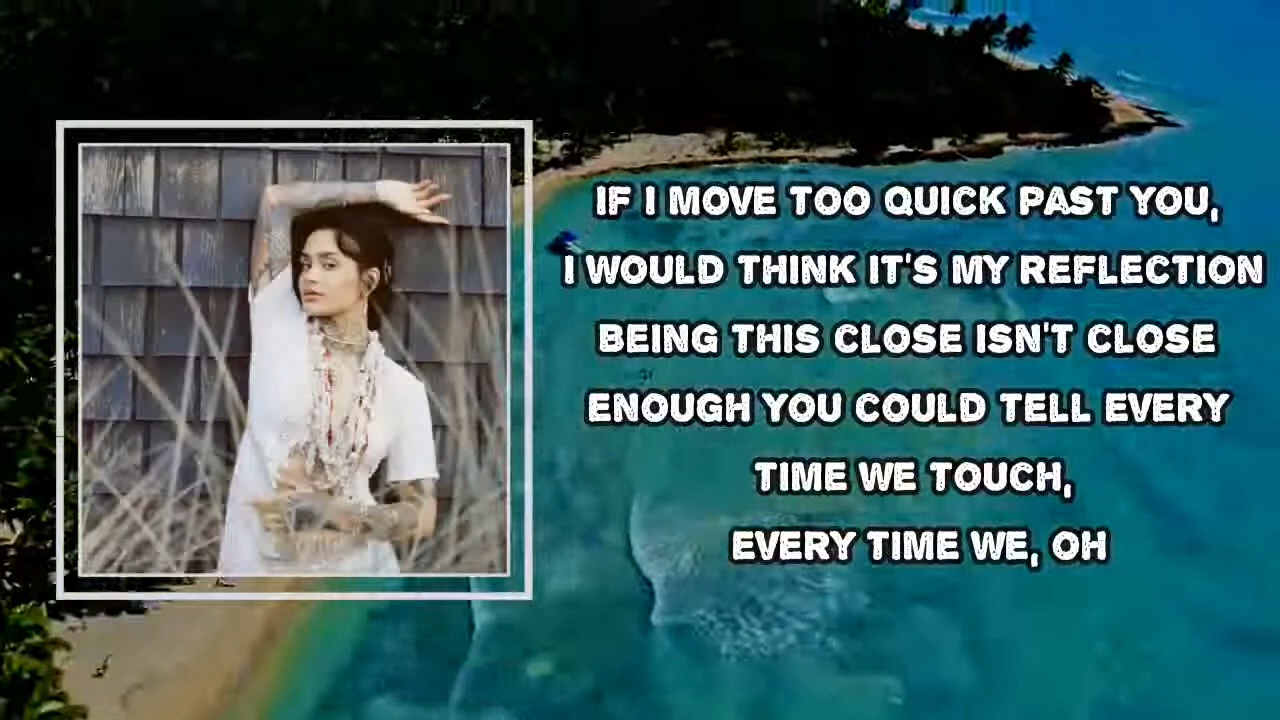 IF I MOVE TOO QUICK PAST YOU,
I WOULD THINK IT'S MY REFLECTION
BEING THIS CLOSE ISN'T CLOSE
ENOUGH YOU COULD TELL EVERY
TIME WE TOUCH,
EVERY TIME WE, OH